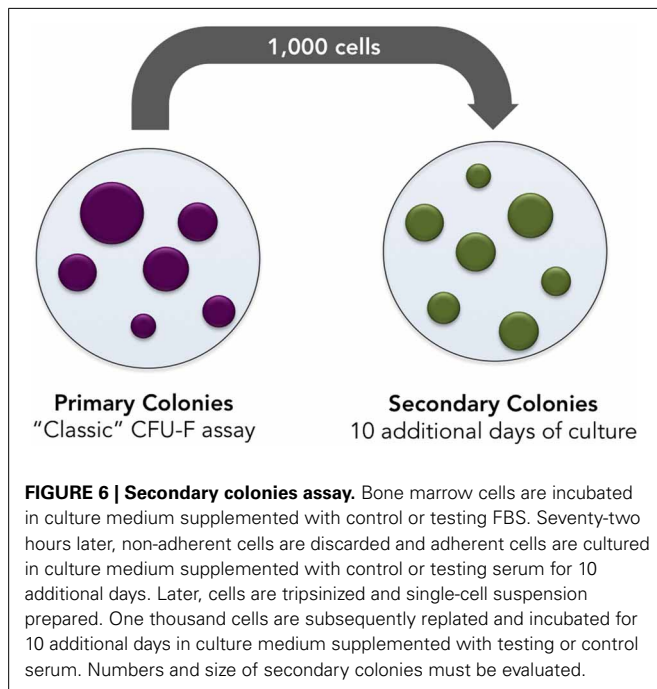 1,000 cells
Primary Colonies
"Classic" CFU-F assay
Secondary Colonies
10 additional days of culture
FIGURE 6 | Secondary colonies assay. Bone marrow cells are incubated
in culture medium supplemented with control or testing FBS. Seventy-two
hours later, non-adherent cells are discarded and adherent cells are cultured
in culture medium supplemented with control or testing serum for 10
additional days. Later, cells are tripsinized and single-cell suspension
prepared. One thousand cells are subsequently replated and incubated for
10 additional days in culture medium supplemented with testing or control
serum. Numbers and size of secondary colonies must be evaluated.